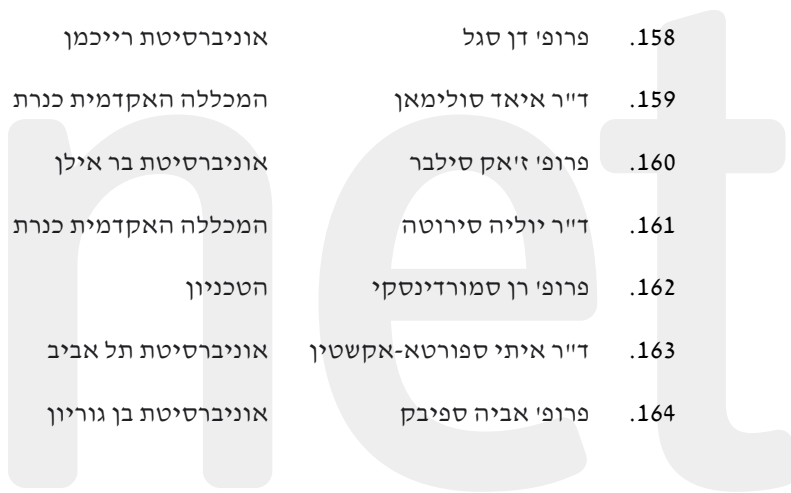 158. פרופ' דן סגל אוניברסיטת רייכמן
159. ד"ר איאד סולימאן המכללה האקדמית כנרת
160. פרופ' ז'אק סילבר אוניברסיטת בר אילן
161. ד"ר יוליה סירוטה המכללה האקדמית כנרת
162. פרופ' רן סמורדינסקי הטכניון
163. ד"ר איתי ספורטא-אקשטין אוניברסיטת תל אביב
164. פרופ' אביה ספיבק אוניברסיטת בן גוריון
net